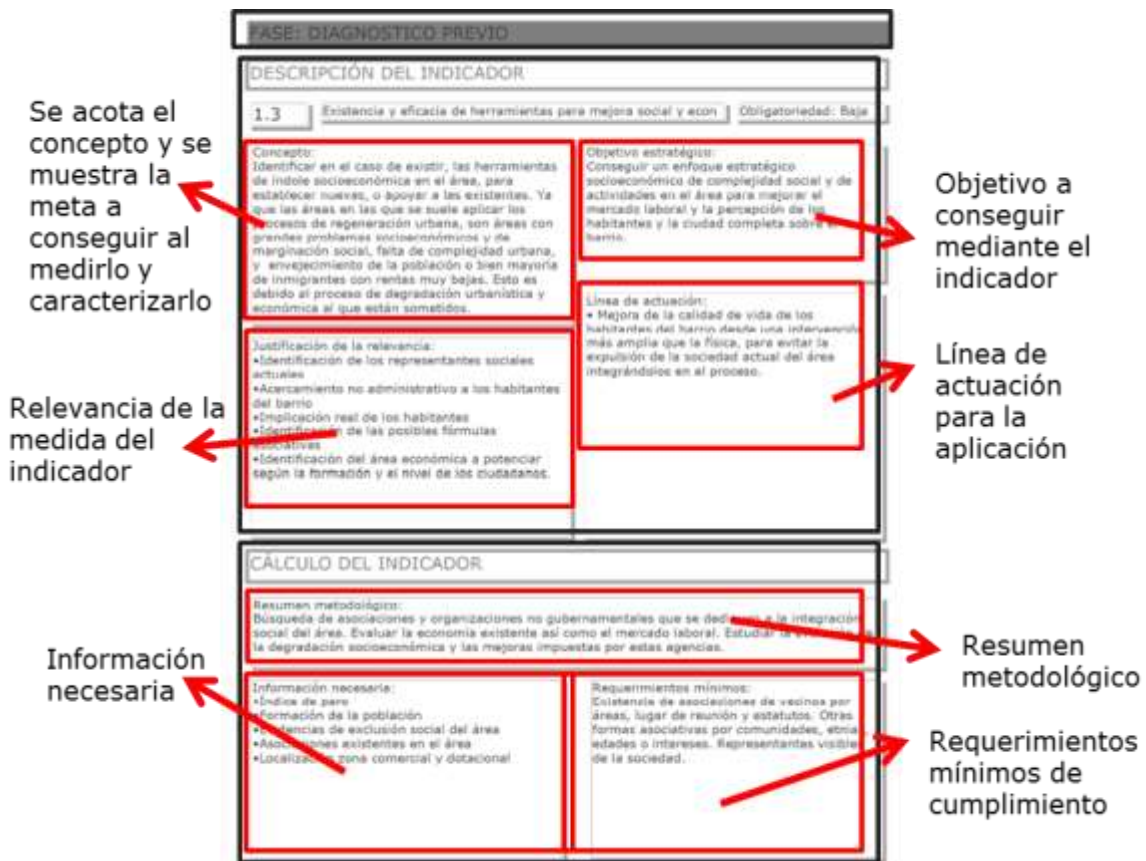 FASE: DIAGNOSTICO PREVIO
DESCRIPCIÓN DEL INDICADOR
1.3
Existencia y eficacia de herramientas para mejora social y econ
Obligatoriedad: Baja
Concepto:
Identificar en el caso de existir, las herramientas
de indole socioeconómica en el área, para
establecer nuevas, o apoyar a las existentes. Ya
que las áreas en las que se suele aplicar los
procesos de regeneración urbana, son áreas con
grandes problemas socioeconómicos y de
marginación social, falta de complejidad urbana,
y envejecimiento de la población o bien mayoría
de inmigrantes con rentas muy bajas. Esto es
debido al proceso de degradación urbanística y
económica al que están sometidos.
Objetivo estratégico:
Conseguir un enfoque estratégico
socioeconómico de complejidad social y de
actividades en el área para mejorar el
mercado laboral y la percepción de los
habitantes y la ciudad completa sobre el
barrio.
Justificación de la relevancia:
•Identificación de los representantes sociales
actuales
•Acercamiento no administrativo a los habitantes
del barrio
•Implicación real de los habitantes
•Identificación de las posibles fórmulas
asociativas
•Identificación del área económica a potenciar
según la formación y el nivel de los ciudadanos.
Línea de actuación:
• Mejora de la calidad de vida de los
habitantes del barrio desde una intervención
más amplia que la física, para evitar la
expulsión de la sociedad actual del área
integrándolos en el proceso.
CÁLCULO DEL INDICADOR
Resumen metodológico:
Búsqueda de asociaciones y organizaciones no gubernamentales que se a la integración
social del área. Evaluar la economía existente así como el mercado laboral. Estudiar
la degradación socioeconómica y las mejoras impuestas por estas agencias.
Información necesaria:
•Índice de paro
•Formación de la población
•Evidencias de exclusión social del área
•Asociaciones existentes en el área
•Localización zona comercial y dotacional
Requerimientos mínimos:
Existencia de asociaciones de vecinos por
áreas, lugar de reunión y estatutos. Otras
formas asociativas por comunidades, etnia
edades o intereses. Representantes visible
de la sociedad.
Se acota el
concepto y se
muestra la
meta a
conseguir al
medirlo y
caracterizarlo
Relevancia de la
medida del
indicador
Información
necesaria
Objetivo a
conseguir
mediante el
indicador
Línea de
actuación
para la
aplicación
Resumen
metodológico
Requerimientos
mínimos de
cumplimiento